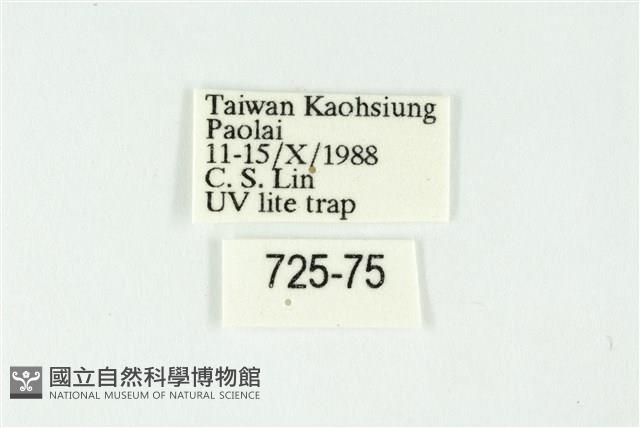 Taiwan Kaohsiung
Paolai
11-15/X/1988
C. S. Lin
UV lite trap
725-75
國立自然科學博物館
NATIONAL MUSEUM OF NATURAL SCIENCE